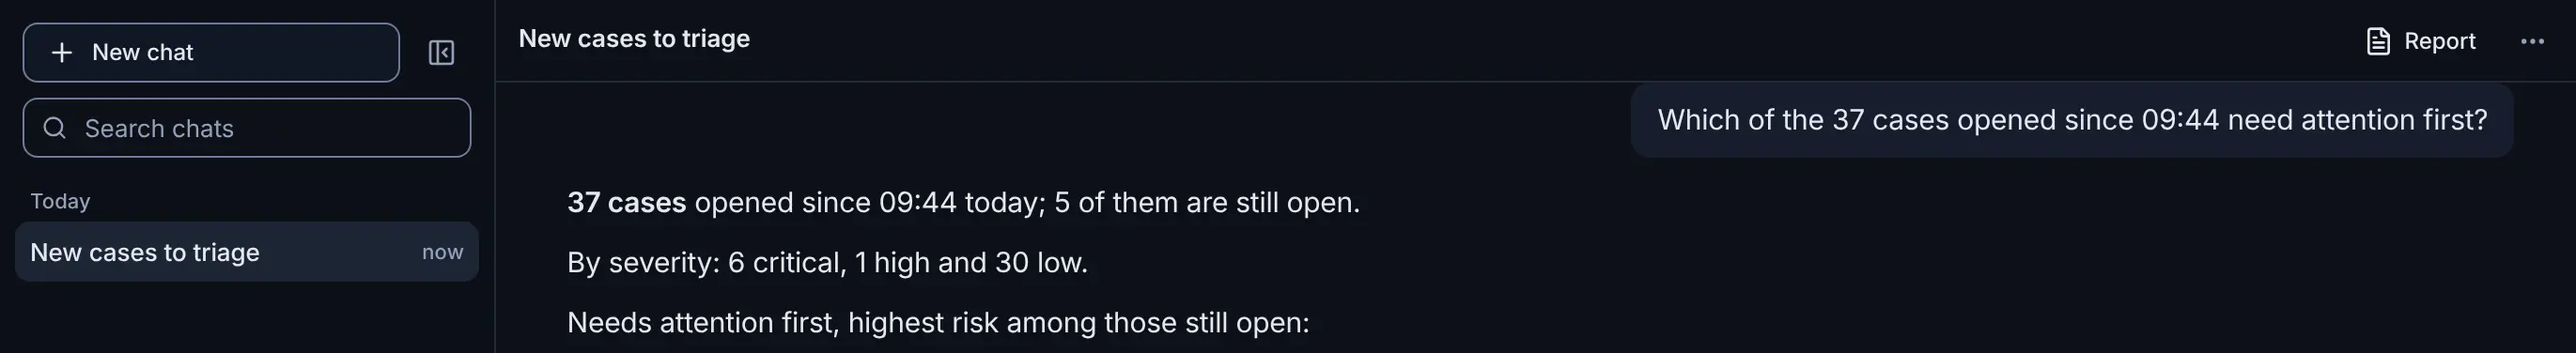 New chat
Search chats
Today
New cases to triage
now
New cases to triage
Report
Which of the 37 cases opened since 09:44 need attention first?
37 cases opened since 09:44 today; 5 of them are still open.
By severity: 6 critical, 1 high and 30 low.
Needs attention first, highest risk among those still open: